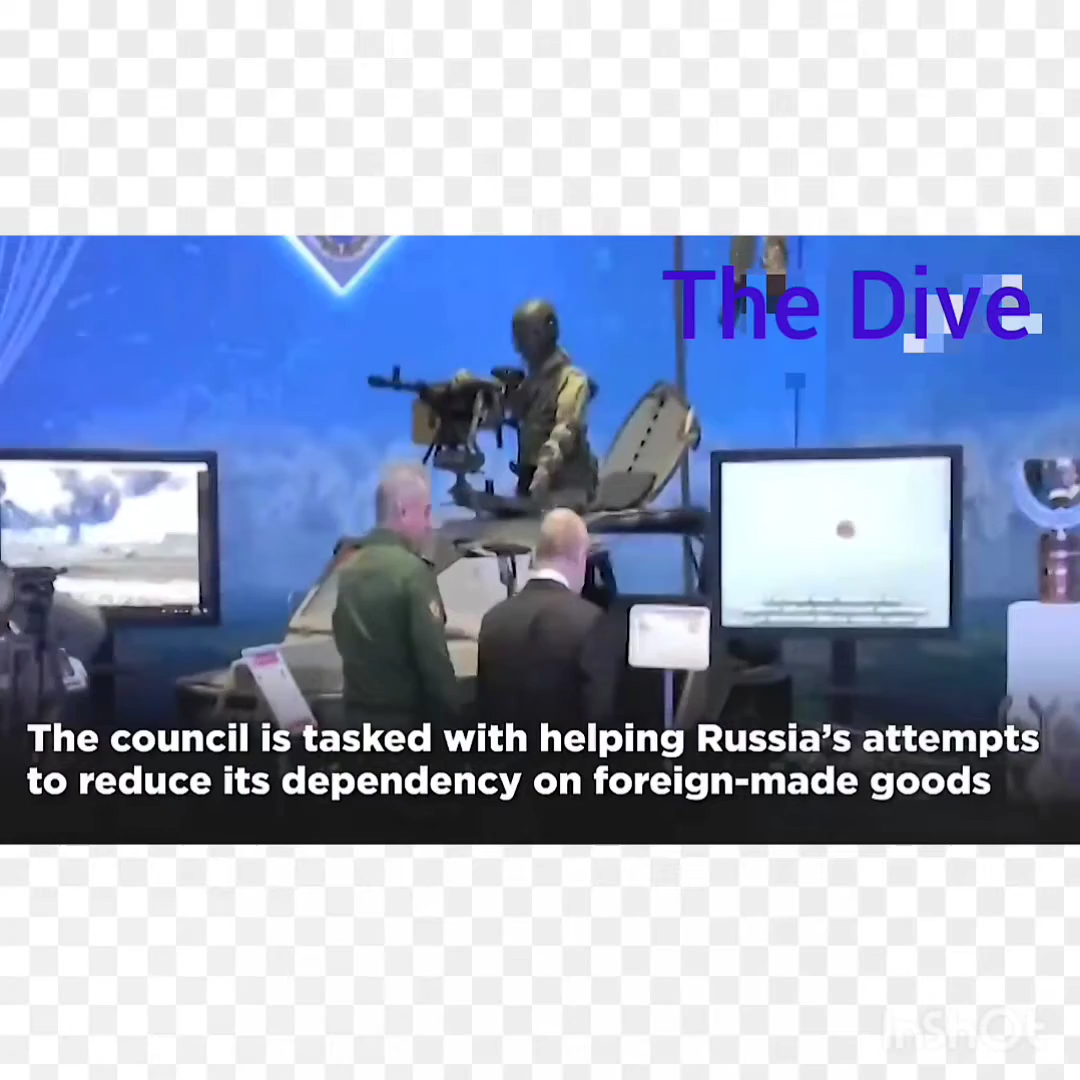 The Dive
The council is tasked with helping Russia's attempts
to reduce its dependency on foreign-made goods
InShOt